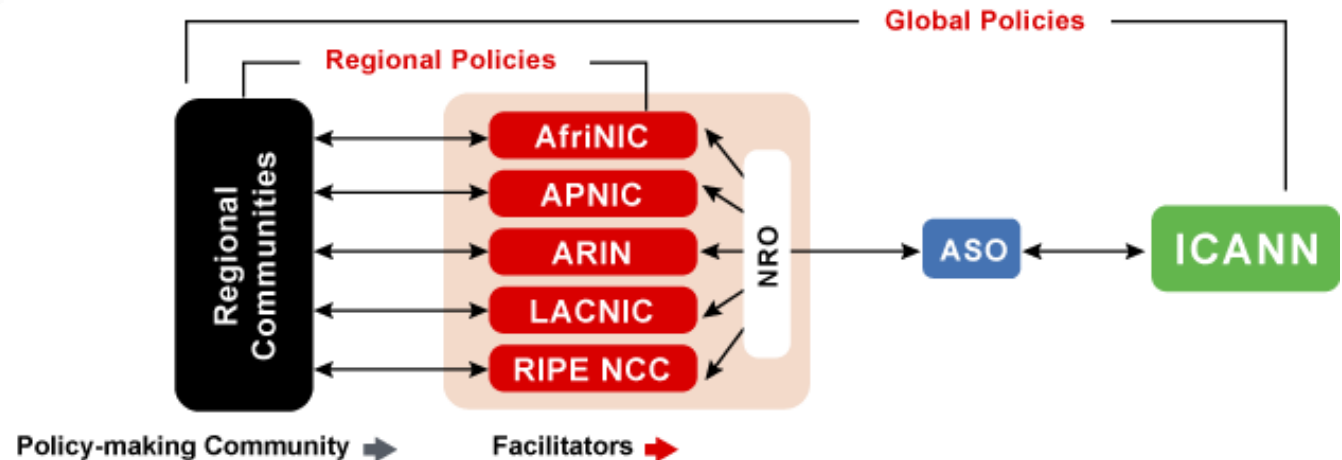 Global Policies
Regional Policies
Regional
Communities
AfriNIC
APNIC
ARIN
LACNIC
RIPE NCC
NRO
ASO
ICANN
Policy-making Community
Facilitators